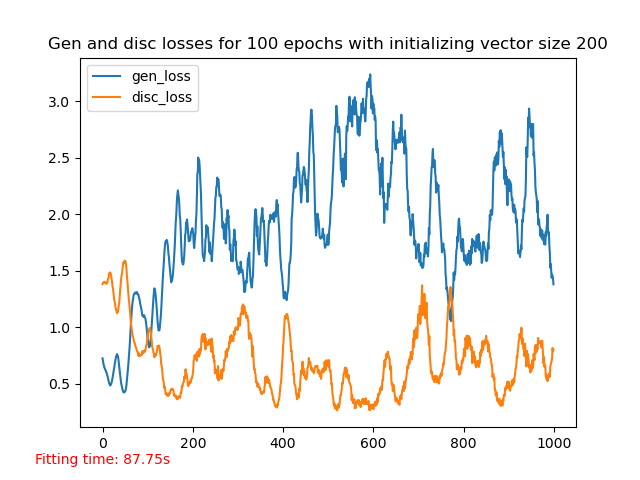 Gen and disc losses for 100 epochs with initializing vector size 200
gen_loss
disc_loss
3.0
2.5
2.0
1.5
1.0
0.5
0 200 400 600 800 1000
Fitting time: 87.75s